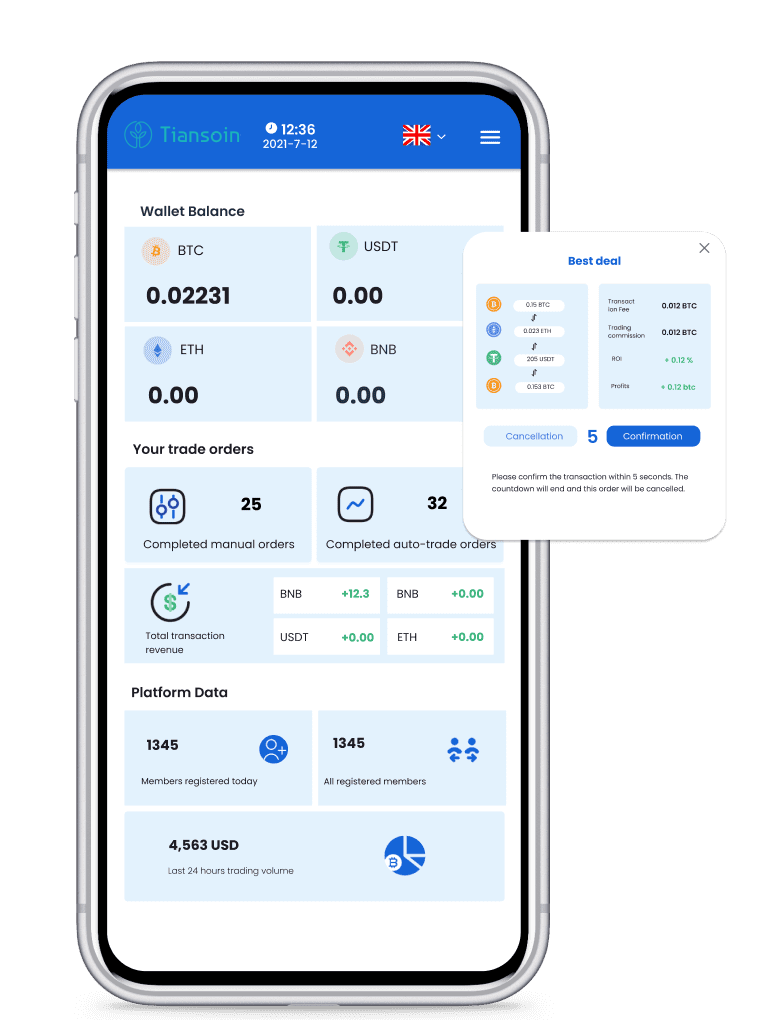 Tiansoin
12:36
2021-7-12
Wallet Balance
BTC
0.02231
USDT
0.00
ETH
0.00
BNB
0.00
Best deal
0.15 BTC
0.023 ETH
205 USDT
0.153 BTC
Transact
Ion Fee
0.012 BTC
Trading
commission
0.012 BTC
ROI
+ 0.12 %
Profits
+ 0.12 btc
Cancellation
5
Confirmation
Please confirm the transaction within 5 seconds. The
countdown will end and this order will be cancelled.
Your trade orders
25
Completed manual orders
32
Completed auto-trade orders
Total transaction
revenue
BNB
+12.3
BNB
+0.00
USDT
+0.00
ETH
+0.00
Platform Data
1345
Members registered today
1345
All registered members
4,563 USD
Last 24 hours trading volume